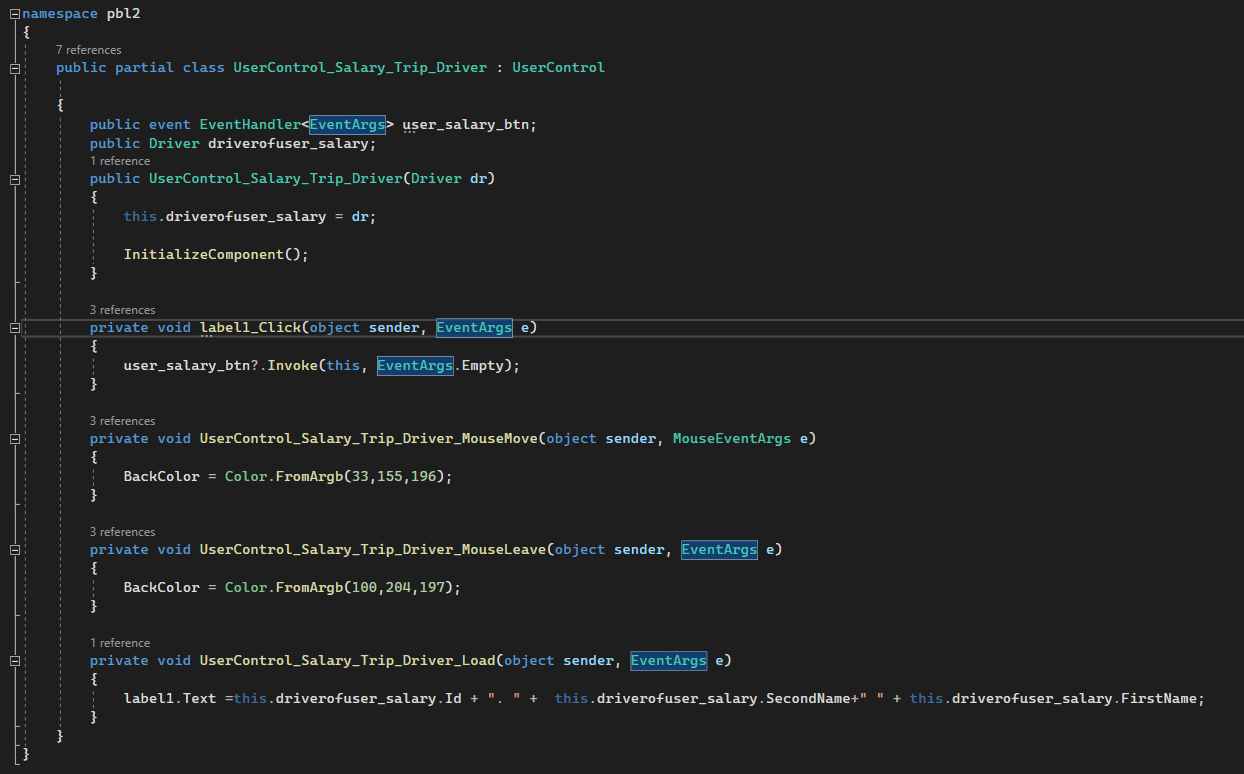 namespace pbl2
{
7 references
public partial class UserControl_Salary_Trip_Driver : UserControl
{
public event EventHandler<EventArgs> user_salary_btn;
public Driver driverofuser_salary;
1 reference
public UserControl_Salary_Trip_Driver(Driver dr)
{
this.driverofuser_salary = dr;
InitializeComponent();
}
3 references
private void label1_Click(object sender, EventArgs e)
{
user_salary_btn?.Invoke(this, EventArgs.Empty);
}
3 references
private void UserControl_Salary_Trip_Driver_MouseMove(object sender, MouseEventArgs e)
{
BackColor = Color.FromArgb(33,155,196);
}
3 references
private void UserControl_Salary_Trip_Driver_MouseLeave(object sender, EventArgs e)
{
BackColor = Color.FromArgb(100,204,197);
}
1 reference
private void UserControl_Salary_Trip_Driver_Load(object sender, EventArgs e)
{
label1.Text =this.driverofuser_salary.Id + ". " +  this.driverofuser_salary.SecondName+" " + this.driverofuser_salary.FirstName;
}
}
}